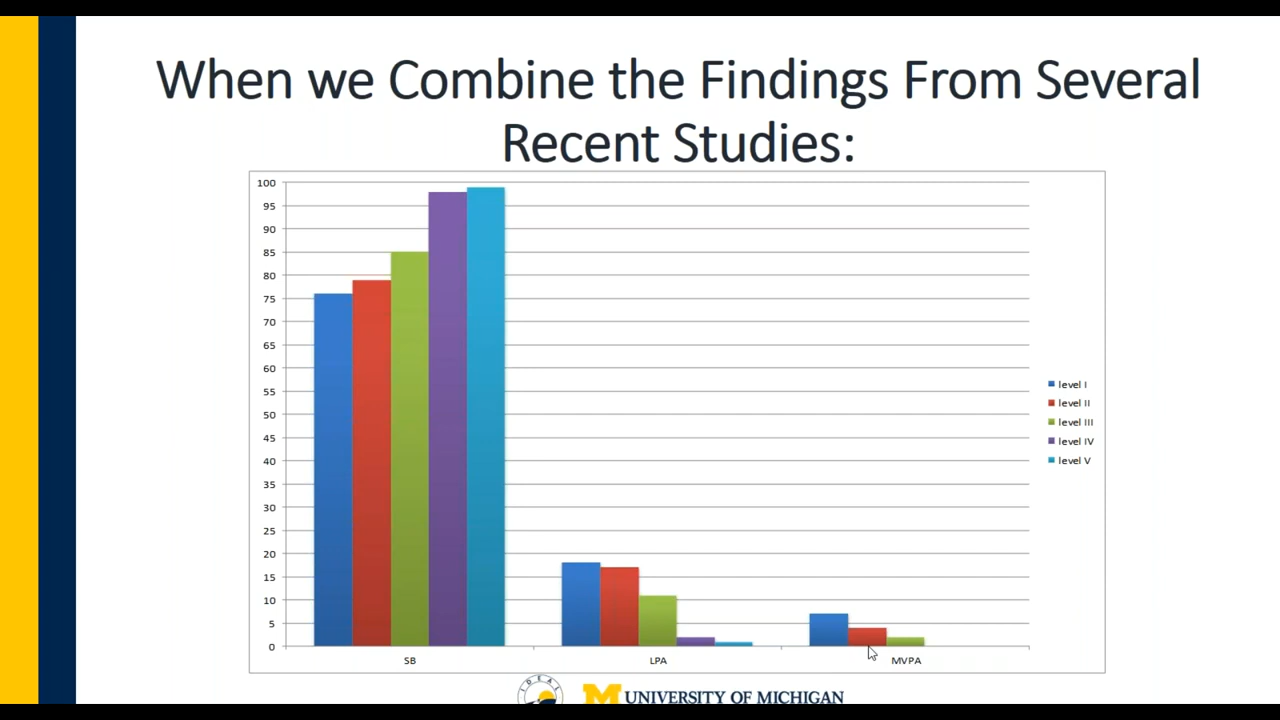 When we Combine the Findings From Several
Recent Studies:
100
95
90
85
80
75
70
65
60
55
50
45
40
35
30
25
20
15
10
5
0
SB
LPA
MVPA
level I
level II
level III
level IV
level V
IDEAL
M UNIVERSITY OF MICHIGAN